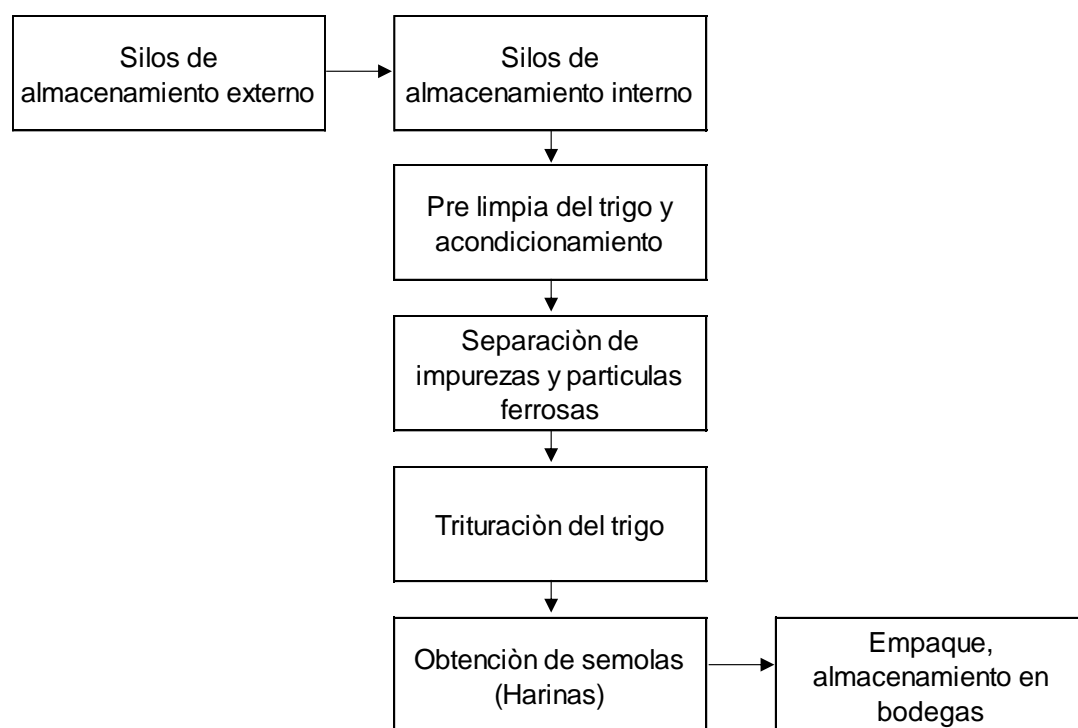 Silos de
almacenamiento externo
Silos de
almacenamiento interno
Pre limpia del trigo y
acondicionamiento
Separaciòn de
impurezas y particulas
ferrosas
Trituraciòn del trigo
Obtenciòn de semolas
(Harinas)
Empaque,
almacenamiento en
bodegas